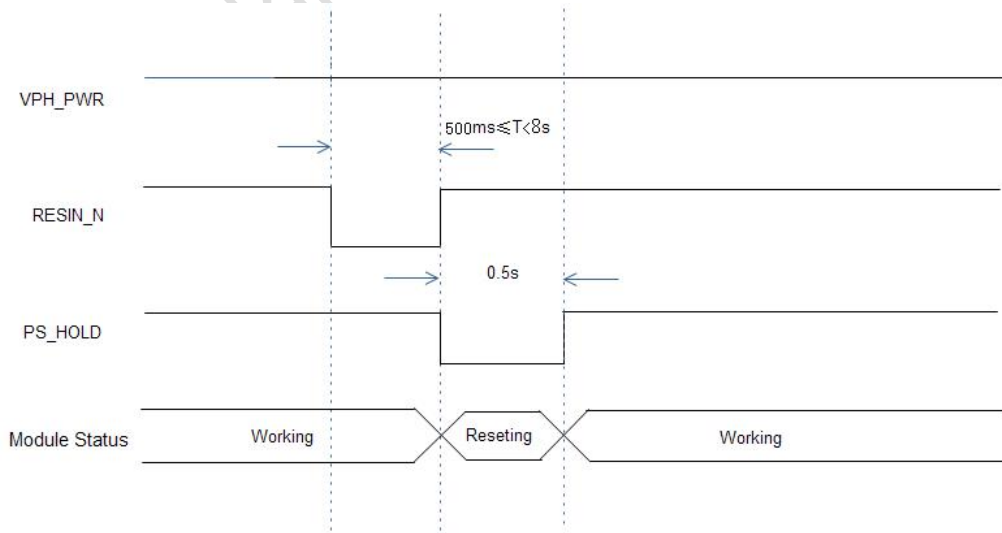 VPH_PWR
500ms≤T<8s
RESIN_N
0.5s
PS_HOLD
Module Status
Working
Reseting
Working